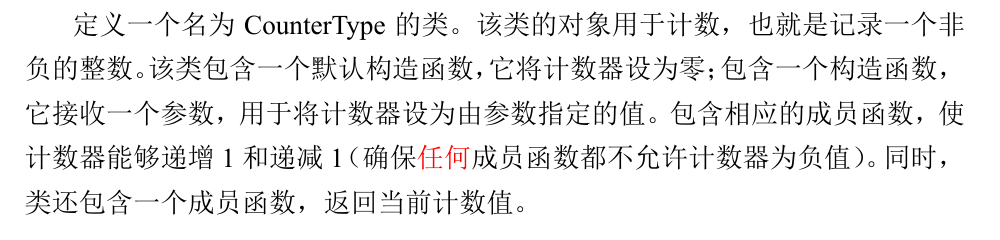 定义一个名为 CounterType 的类。该类的对象用于计数，也就是记录一个非
负的整数。该类包含一个默认构造函数，它将计数器设为零；包含一个构造函数，
它接收一个参数，用于将计数器设为由参数指定的值。包含相应的成员函数，使
计数器能够递增 1 和递减 1（确保任何成员函数都不允许计数器为负值）。同时，
类还包含一个成员函数，返回当前计数值。